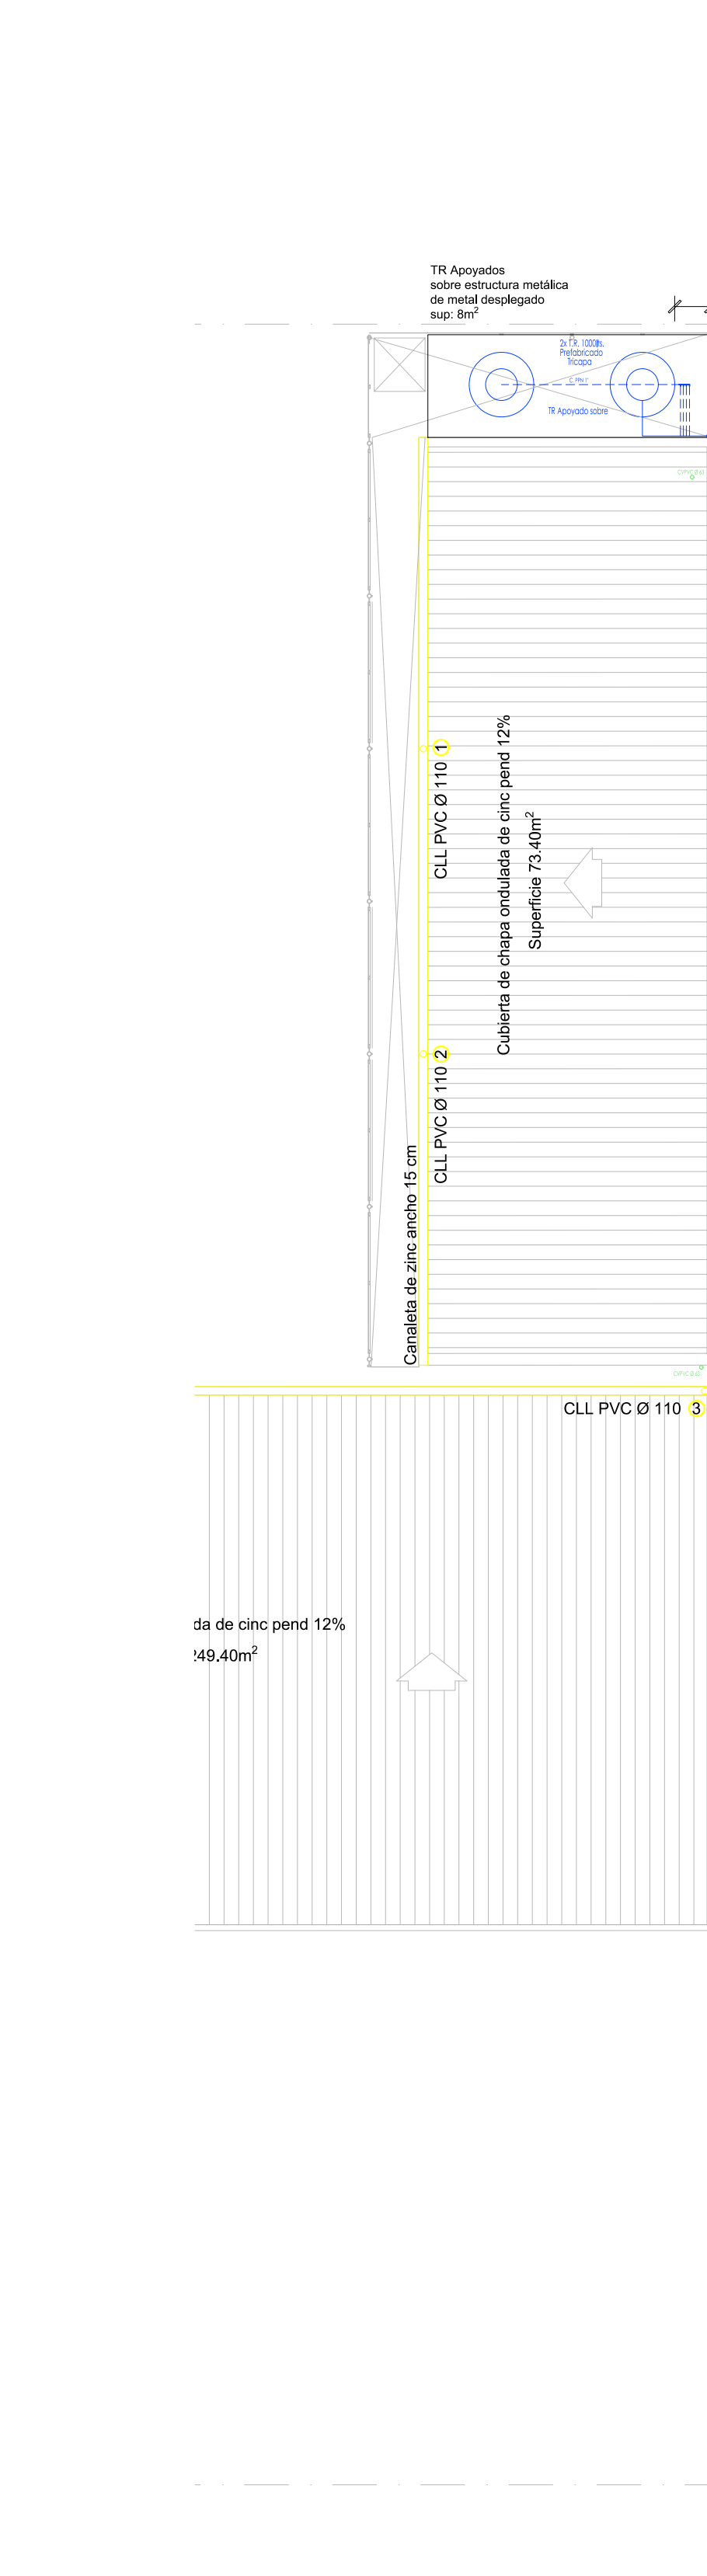 TR Apoyados
sobre estructura metálica
de metal desplegado
sup: 8m²
2x T.R. 1000lts.
Prefabricado
Tricapa
TR Apoyado sobre
CLL PVC Ø 110 1
Cubierta de chapa ondulada de cinc pend 12%
Superficie 73.40m²
CLL PVC Ø 110 2
Canaleta de zinc ancho 15 cm
CLL PVC Ø 110 3
da de cinc pend 12%
249.40m²